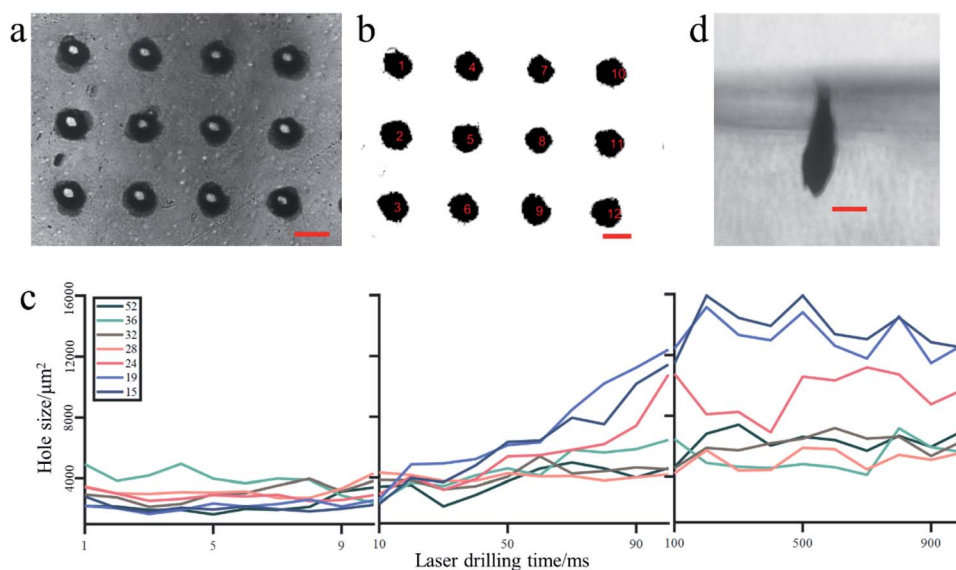 a
b
d
1 4 7 10
2 5 8 11
3 6 9 12
c
Hole size/μm²
16000
12000
8000
4000
52
36
32
28
24
19
15
1 5 9 10 50 90 100 500 900
Laser drilling time/ms